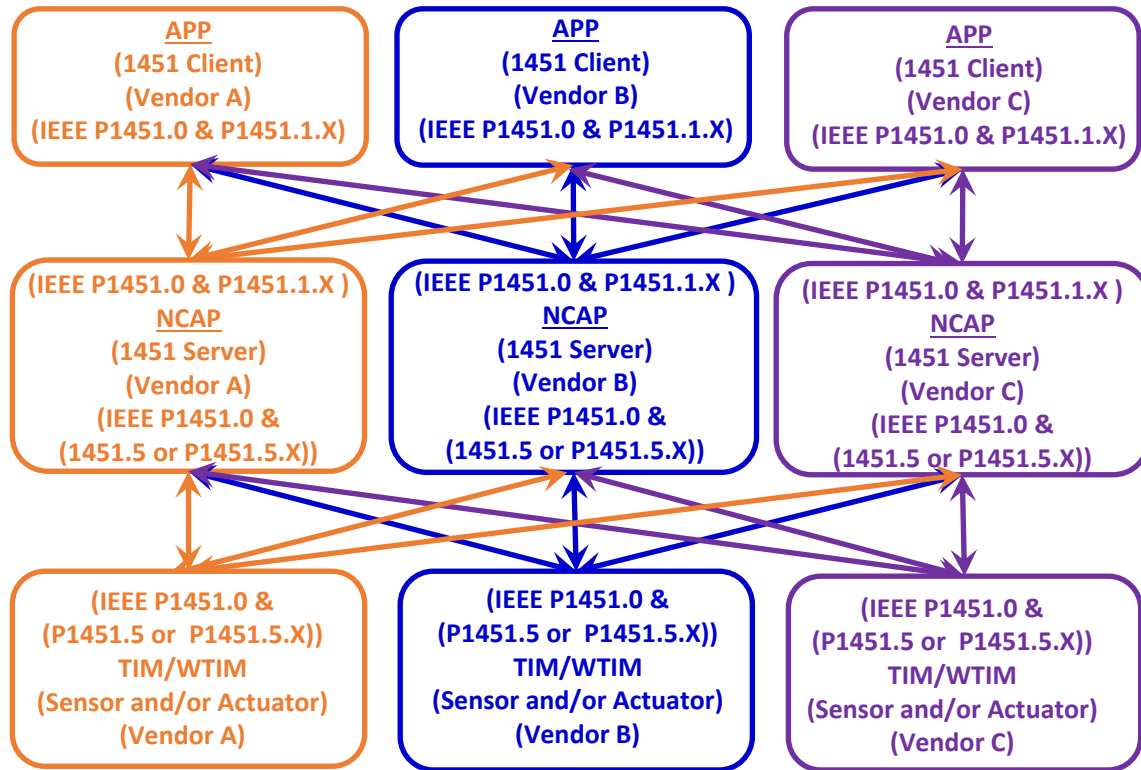 APP
(1451 Client)
(Vendor A)
(IEEE P1451.0 & P1451.1.X)
APP
(1451 Client)
(Vendor B)
(IEEE P1451.0 & P1451.1.X)
APP
(1451 Client)
(Vendor C)
(IEEE P1451.0 & P1451.1.X)
(IEEE P1451.0 & P1451.1.X )
NCAP
(1451 Server)
(Vendor A)
(IEEE P1451.0 &
(1451.5 or P1451.5.X))
(IEEE P1451.0 & P1451.1.X )
NCAP
(1451 Server)
(Vendor B)
(IEEE P1451.0 &
(1451.5 or P1451.5.X))
(IEEE P1451.0 & P1451.1.X )
NCAP
(1451 Server)
(Vendor C)
(IEEE P1451.0 &
(1451.5 or P1451.5.X))
(IEEE P1451.0 &
(P1451.5 or P1451.5.X))
TIM/WTIM
(Sensor and/or Actuator)
(Vendor A)
(IEEE P1451.0 &
(P1451.5 or P1451.5.X))
TIM/WTIM
(Sensor and/or Actuator)
(Vendor B)
(IEEE P1451.0 &
(P1451.5 or P1451.5.X))
TIM/WTIM
(Sensor and/or Actuator)
(Vendor C)